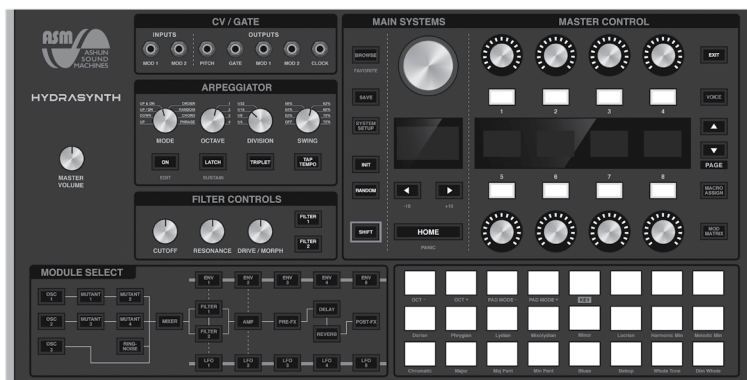 ASM
ASHUN
SOUND
MACHINES
HYDRASYNTH
MASTER
VOLUME
CV / GATE
INPUTS
OUTPUTS
MOD 1 MOD 2 PITCH GATE MOD 1 MOD 2 CLOCK
ARPEGGIATOR
MODE OCTAVE DIVISION SWING
ON LATCH TRIPLET TAP TEMPO
EDIT SUSTAIN
FILTER CONTROLS
CUTOFF RESONANCE DRIVE / MORPH
FILTER 1
FILTER 2
MAIN SYSTEMS
BROWSE
FAVORITE
SAVE
SYSTEM SETUP
INIT
RANDOM
-10 +10
SHIFT
HOME
PANIC
MASTER CONTROL
1 2 3 4
5 6 7 8
EXIT
VOICE
PAGE
MACRO ASSIGN
MOD MATRIX
MODULE SELECT
ENV 1 ENV 2 ENV 3 ENV 4 ENV 5
OSC 1 MUTANT 1 MUTANT 2
OSC 2 MUTANT 3 MUTANT 4
OSC 3 RING-NOISE
MIXER
FILTER 1
FILTER 2
AMP PRE-FX DELAY
REVERB POST-FX
LFO 1 LFO 2 LFO 3 LFO 4 LFO 5
OCT - OCT + PAD MODE - PAD MODE + KEY
Dorian Phrygian Lydian Mixolydian Minor Locrian Harmonic Min Melodic Min
Chromatic Major Maj Pent Min Pent Blues Bebop Whole Tone Dim Whole